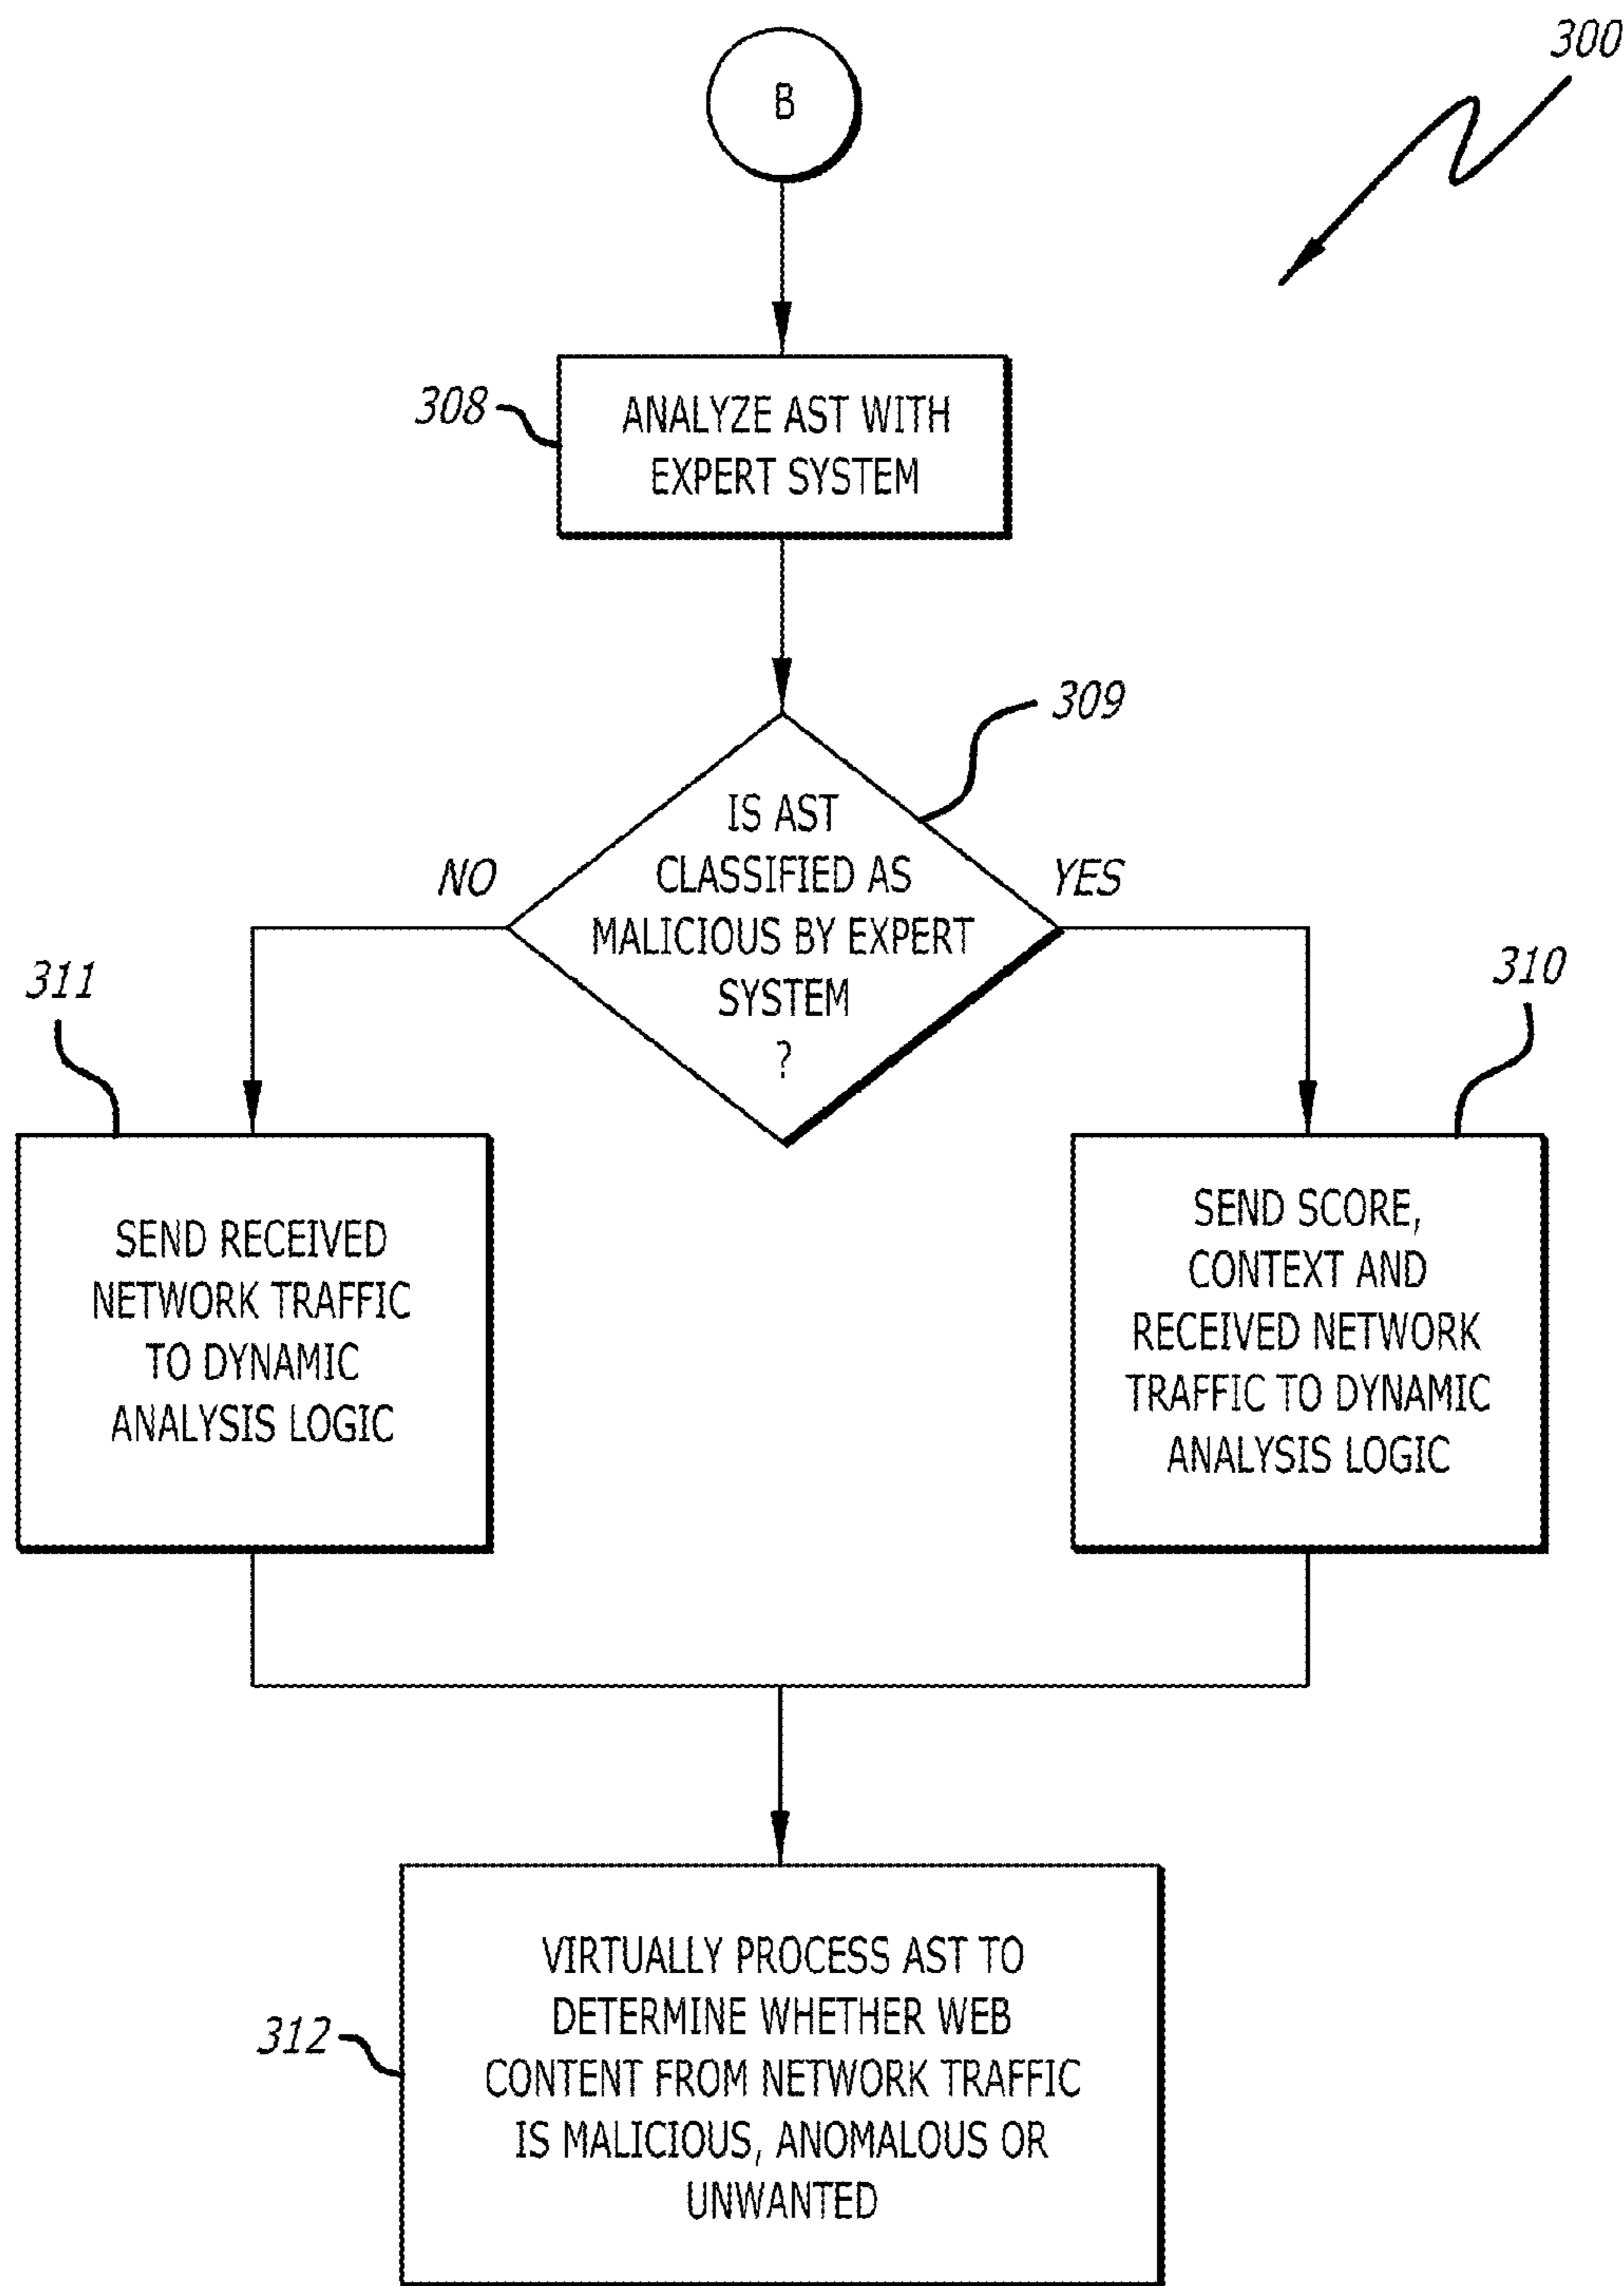 B
300
308
ANALYZE AST WITH
EXPERT SYSTEM
309
IS AST
CLASSIFIED AS
MALICIOUS BY EXPERT
SYSTEM
?
NO
YES
311
310
SEND RECEIVED
NETWORK TRAFFIC
TO DYNAMIC
ANALYSIS LOGIC
SEND SCORE,
CONTEXT AND
RECEIVED NETWORK
TRAFFIC TO DYNAMIC
ANALYSIS LOGIC
312
VIRTUALLY PROCESS AST TO
DETERMINE WHETHER WEB
CONTENT FROM NETWORK TRAFFIC
IS MALICIOUS, ANOMALOUS OR
UNWANTED